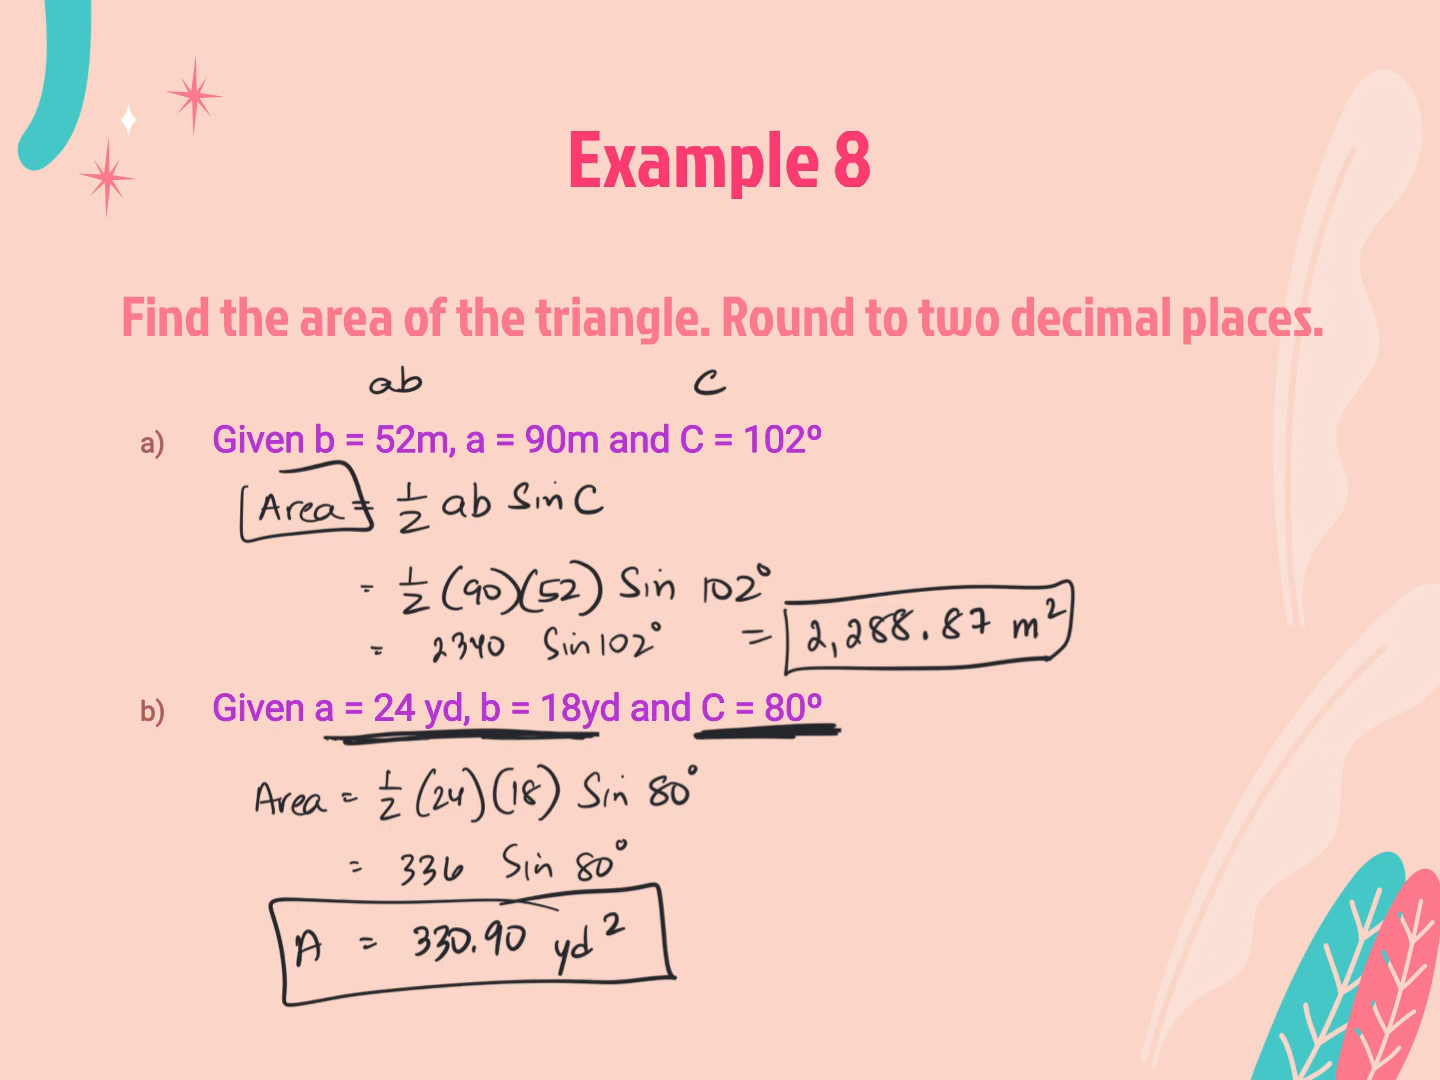 Example 8
Find the area of the triangle. Round to two decimal places.
ab C
a) Given b = 52m, a = 90m and C = 102º
Area = 1/2 ab Sin C
= 1/2 (90)(52) Sin 102°
= 2340 Sin 102° = 2,288.87 m²
b) Given a = 24 yd, b = 18yd and C = 80º
Area = 1/2 (24)(18) Sin 80°
= 336 Sin 80°
A = 330.90 yd²